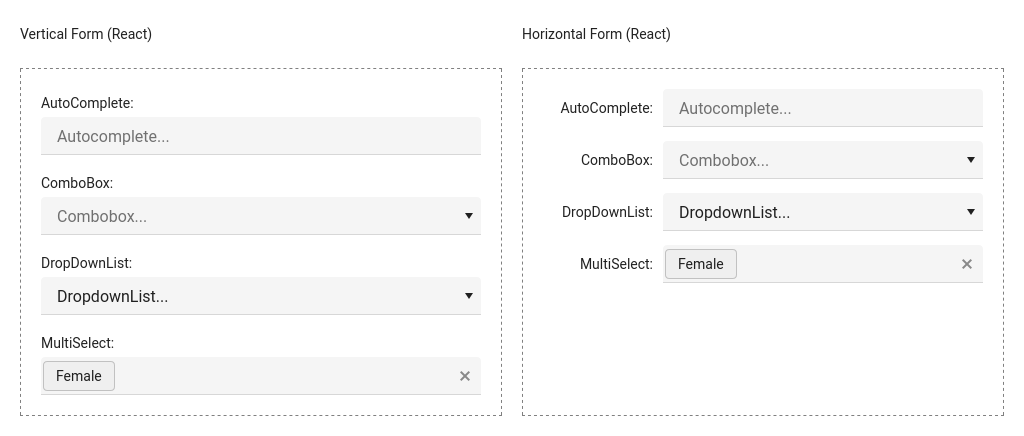 Vertical Form (React)
AutoComplete:
Autocomplete...
ComboBox:
Combobox...
DropDownList:
DropdownList...
MultiSelect:
Female
Horizontal Form (React)
AutoComplete: Autocomplete...
ComboBox: Combobox...
DropDownList: DropdownList...
MultiSelect: Female